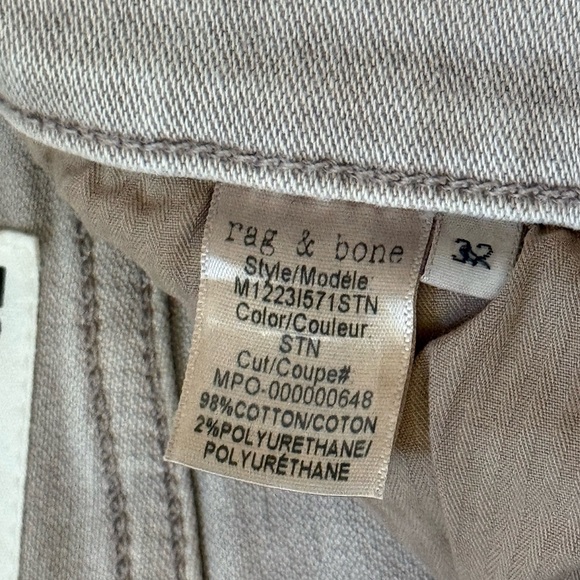 rag & bone
32
Style/Modèle
M1223I571STN
Color/Couleur
STN
Cut/Coupe#
MPO-000000648
98%COTTON/COTON
2%POLYURETHANE/
POLYURÉTHANE